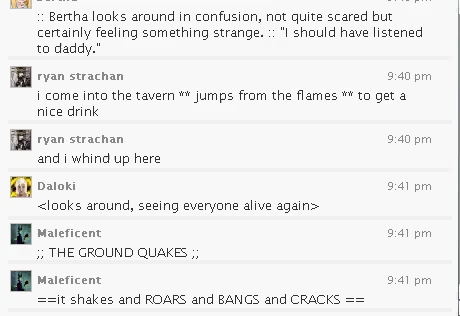 :: Bertha looks around in confusion, not quite scared but
certainly feeling something strange. :: "I should have listened
to daddy."
ryan strachan 9:40 pm
i come into the tavern ** jumps from the flames ** to get a
nice drink
ryan strachan 9:40 pm
and i whind up here
Daloki 9:41 pm
<looks around, seeing everyone alive again>
Maleficent 9:41 pm
;; THE GROUND QUAKES ;;
Maleficent 9:41 pm
==it shakes and ROARS and BANGS and CRACKS ==